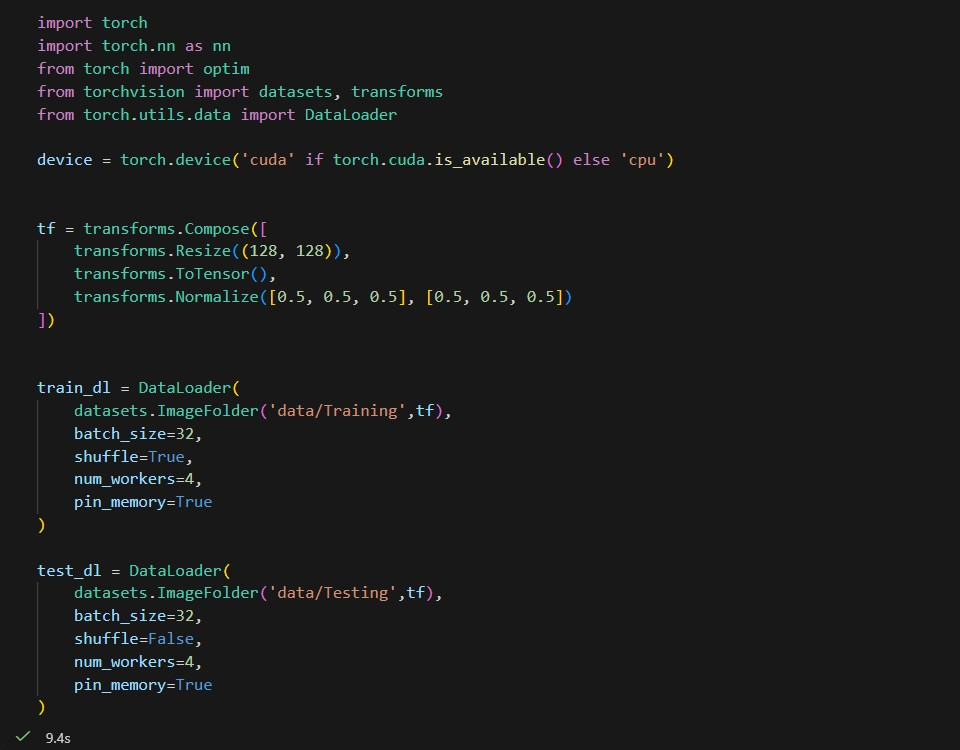 import torch
import torch.nn as nn
from torch import optim
from torchvision import datasets, transforms
from torch.utils.data import DataLoader

device = torch.device('cuda' if torch.cuda.is_available() else 'cpu')

tf = transforms.Compose([
    transforms.Resize((128, 128)),
    transforms.ToTensor(),
    transforms.Normalize([0.5, 0.5, 0.5], [0.5, 0.5, 0.5])
])

train_dl = DataLoader(
    datasets.ImageFolder('data/Training',tf),
    batch_size=32,
    shuffle=True,
    num_workers=4,
    pin_memory=True
)

test_dl = DataLoader(
    datasets.ImageFolder('data/Testing',tf),
    batch_size=32,
    shuffle=False,
    num_workers=4,
    pin_memory=True
)
9.4s